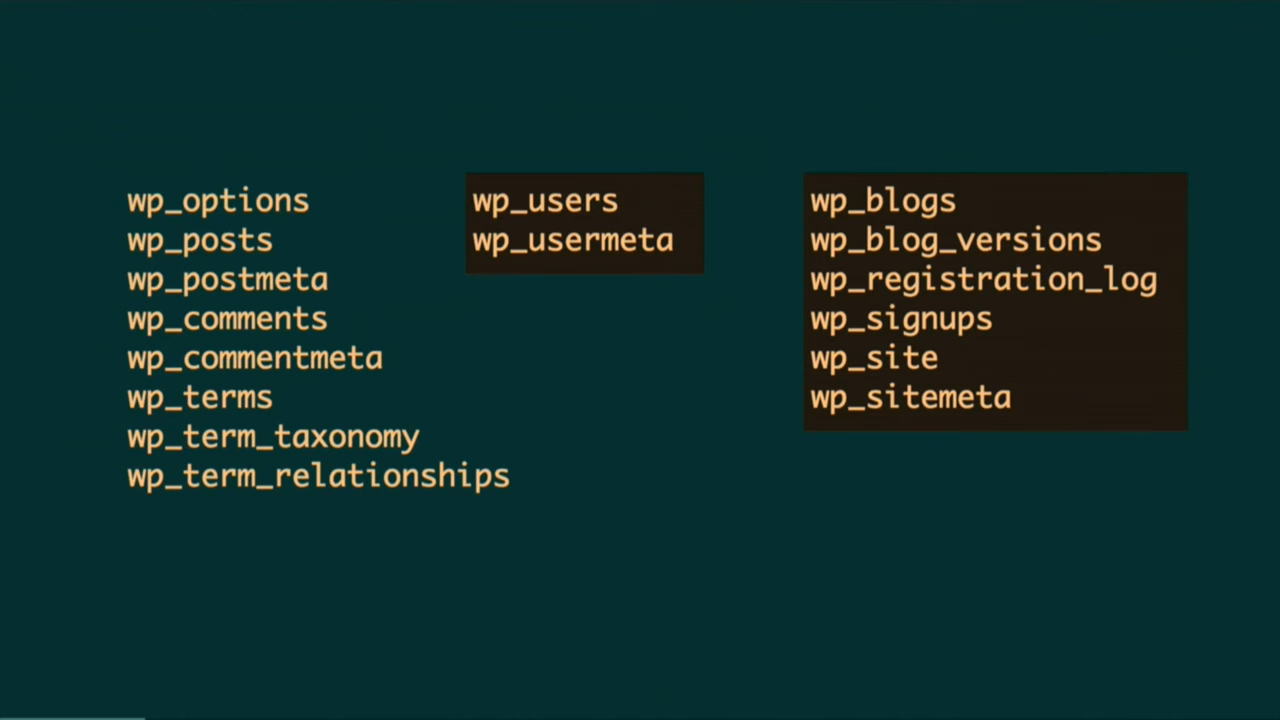 wp_options
wp_posts
wp_postmeta
wp_comments
wp_commentmeta
wp_terms
wp_term_taxonomy
wp_term_relationships
wp_users
wp_usermeta
wp_blogs
wp_blog_versions
wp_registration_log
wp_signups
wp_site
wp_sitemeta